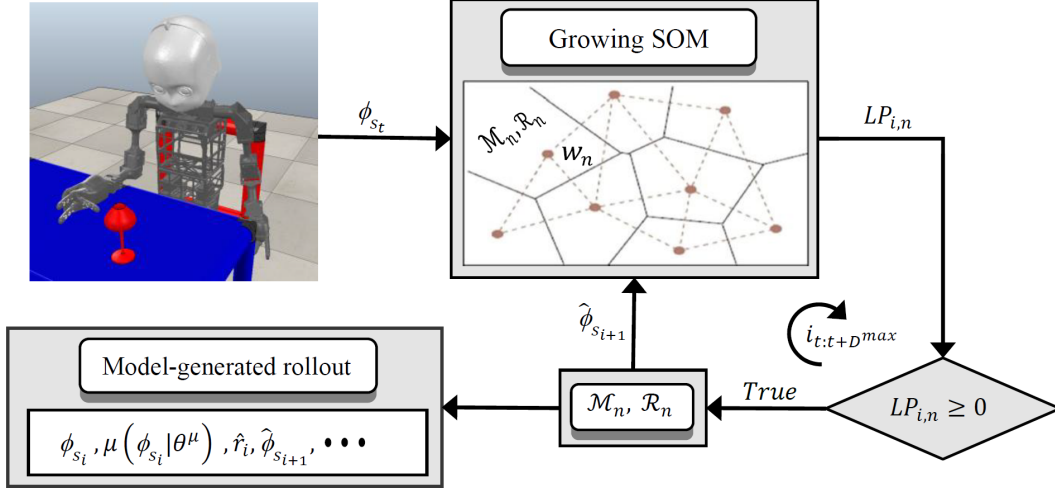 Growing SOM
ϕ_{s_t}
ℳ_n, ℛ_n
w_n
LP_{i,n}
ϕ̂_{s_{i+1}}
i_{t:t+D^{max}}
Model-generated rollout
ℳ_n, ℛ_n
True
LP_{i,n} ≥ 0
ϕ_{s_i} , μ(ϕ_{s_i}|θ^μ) , r̂_i, ϕ̂_{s_{i+1}}, •••